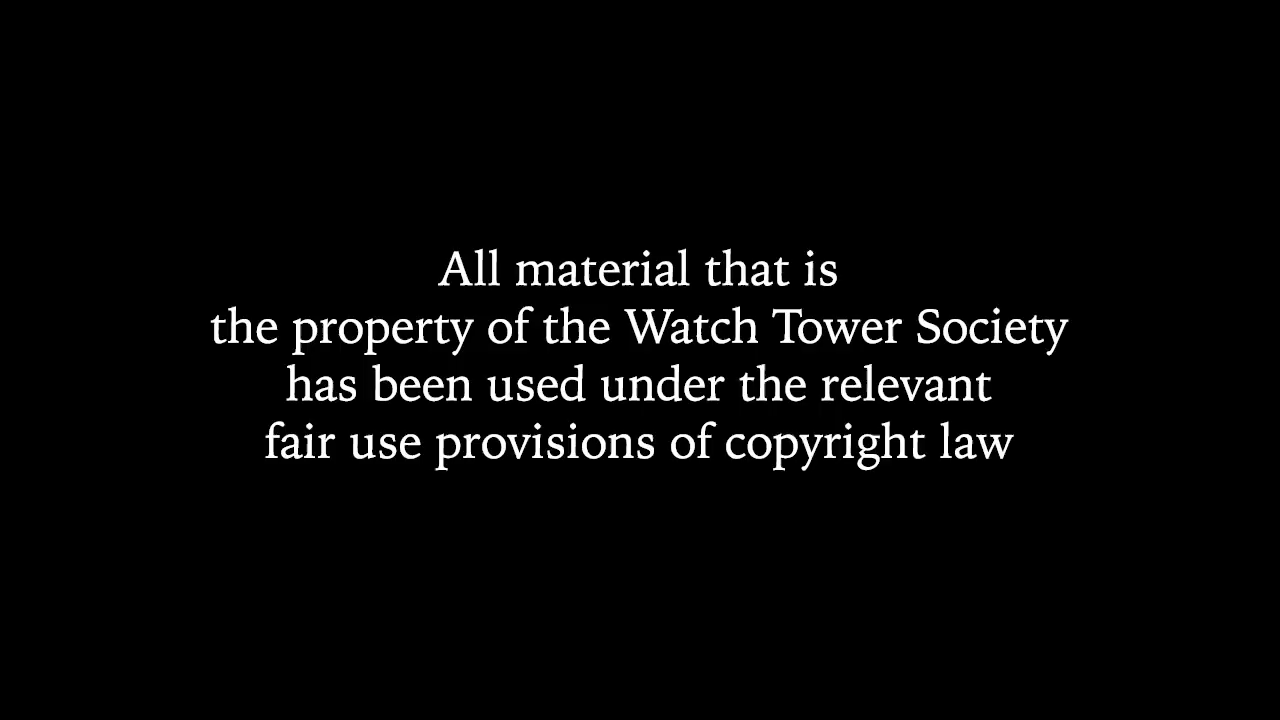 All material that is
the property of the Watch Tower Society
has been used under the relevant
fair use provisions of copyright law